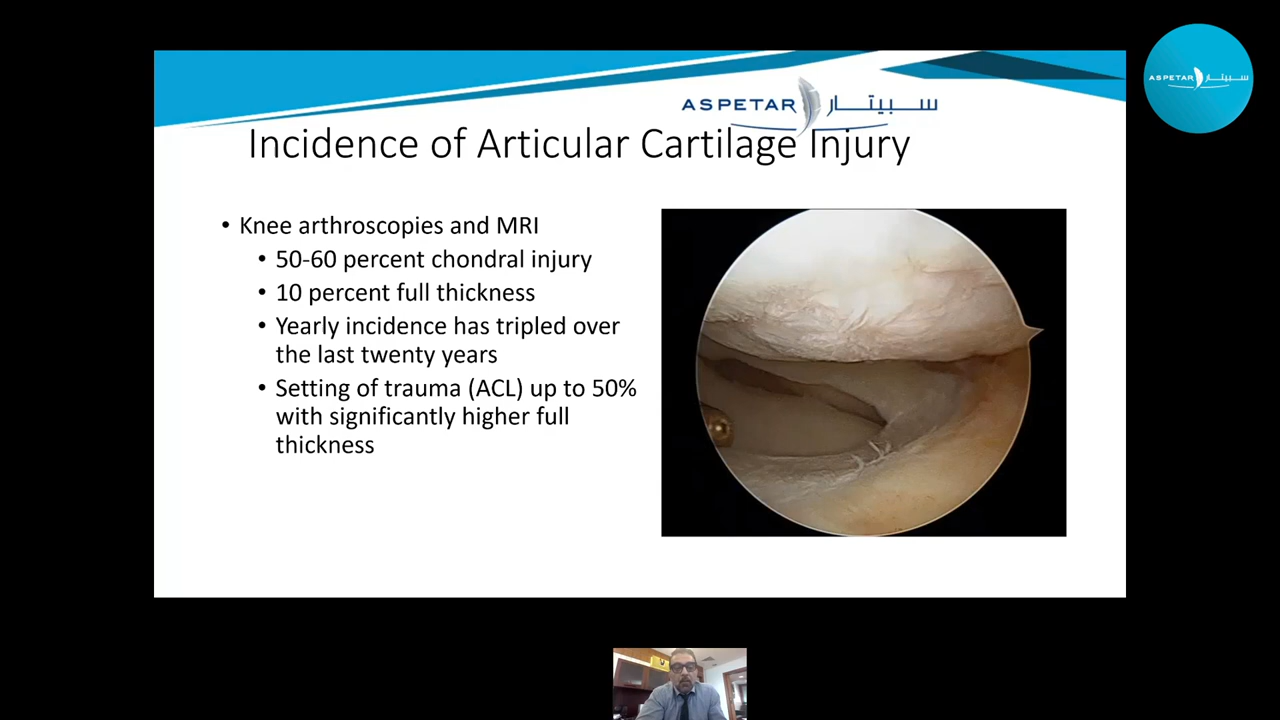 ASPETAR سبيتار
ASPETAR سبيتار
Incidence of Articular Cartilage Injury
• Knee arthroscopies and MRI
• 50-60 percent chondral injury
• 10 percent full thickness
• Yearly incidence has tripled over
the last twenty years
• Setting of trauma (ACL) up to 50%
with significantly higher full
thickness